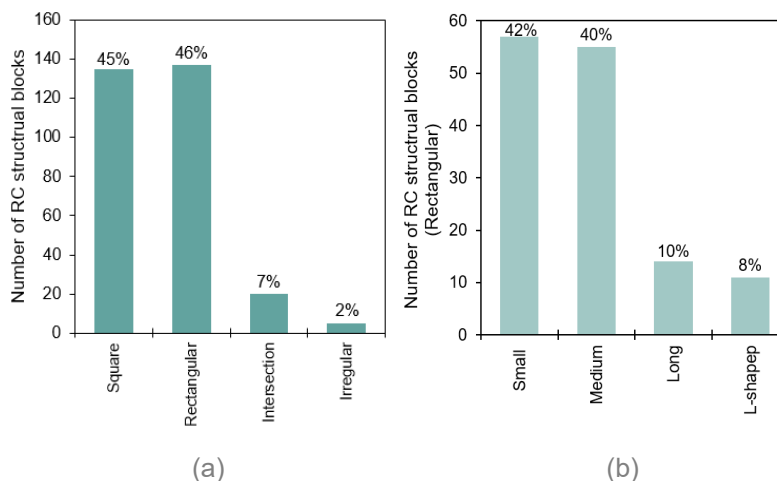 160
140
120
100
80
60
40
20
0
Number of RC structrual blocks
45%
46%
7%
2%
Square
Rectangular
Intersection
Irregular
(a)
60
50
40
30
20
10
0
Number of RC structrual blocks
(Rectangular)
42%
40%
10%
8%
Small
Medium
Long
L-shapep
(b)